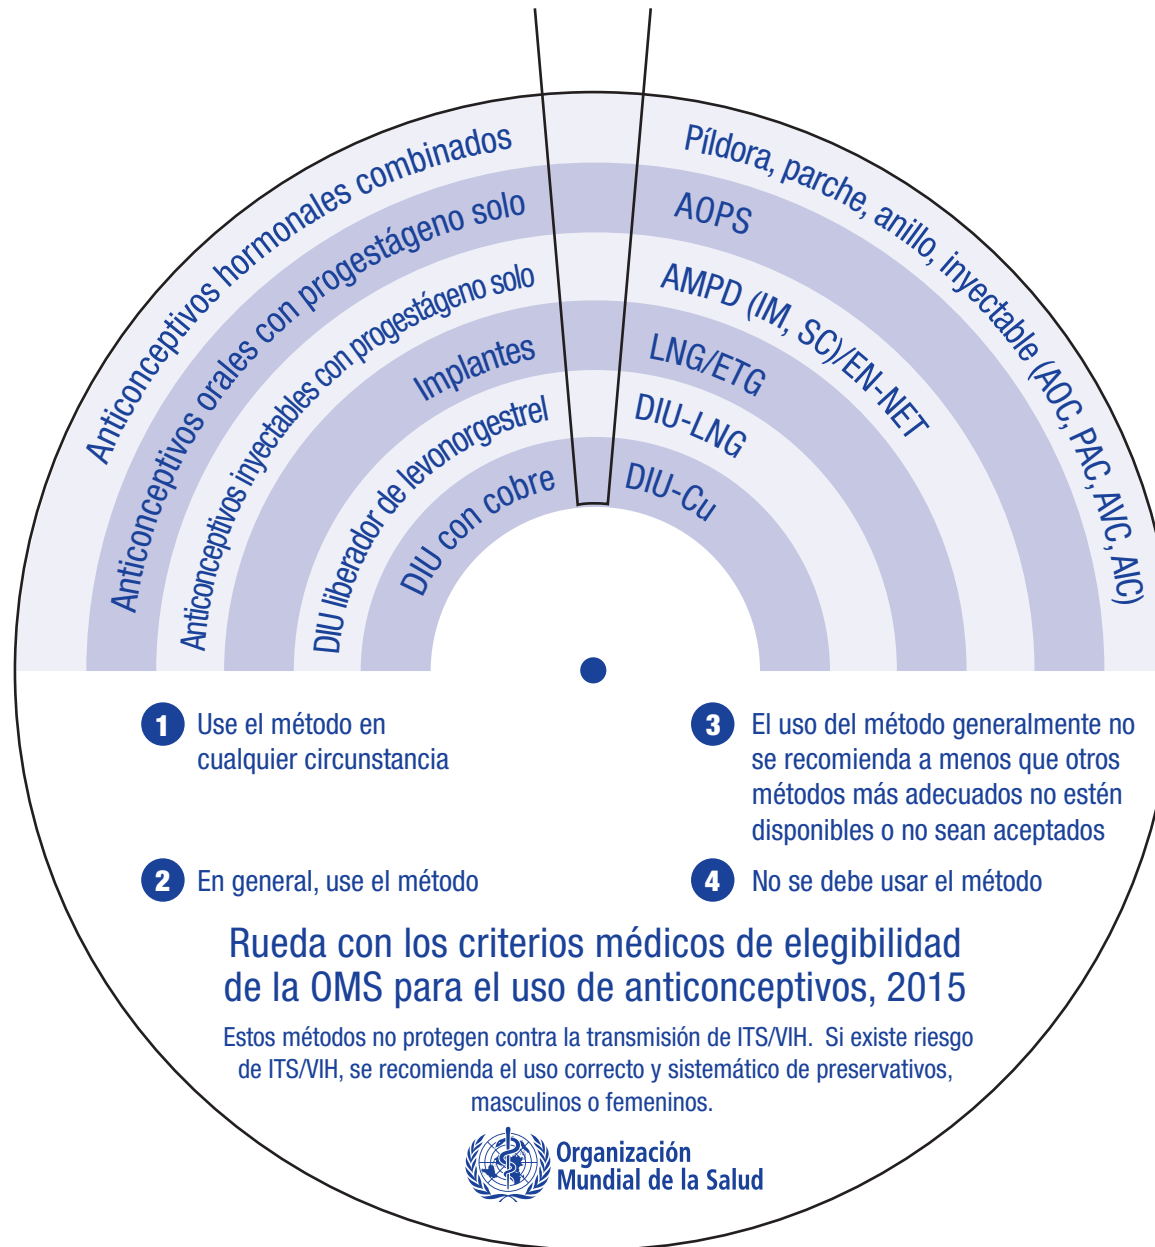 Anticonceptivos hormonales combinados
Píldora, parche, anillo, inyectable (AOC, PAC, AVC, AIC)
Anticonceptivos orales con progestágeno solo
AOPS
Anticonceptivos inyectables con progestágeno solo
AMPD (IM, SC)/EN-NET
Implantes
LNG/ETG
DIU liberador de levonorgestrel
DIU-LNG
DIU con cobre
DIU-Cu
1 Use el método en
cualquier circunstancia
2 En general, use el método
3 El uso del método generalmente no
se recomienda a menos que otros
métodos más adecuados no estén
disponibles o no sean aceptados
4 No se debe usar el método
Rueda con los criterios médicos de elegibilidad
de la OMS para el uso de anticonceptivos, 2015
Estos métodos no protegen contra la transmisión de ITS/VIH. Si existe riesgo
de ITS/VIH, se recomienda el uso correcto y sistemático de preservativos,
masculinos o femeninos.
Organización
Mundial de la Salud